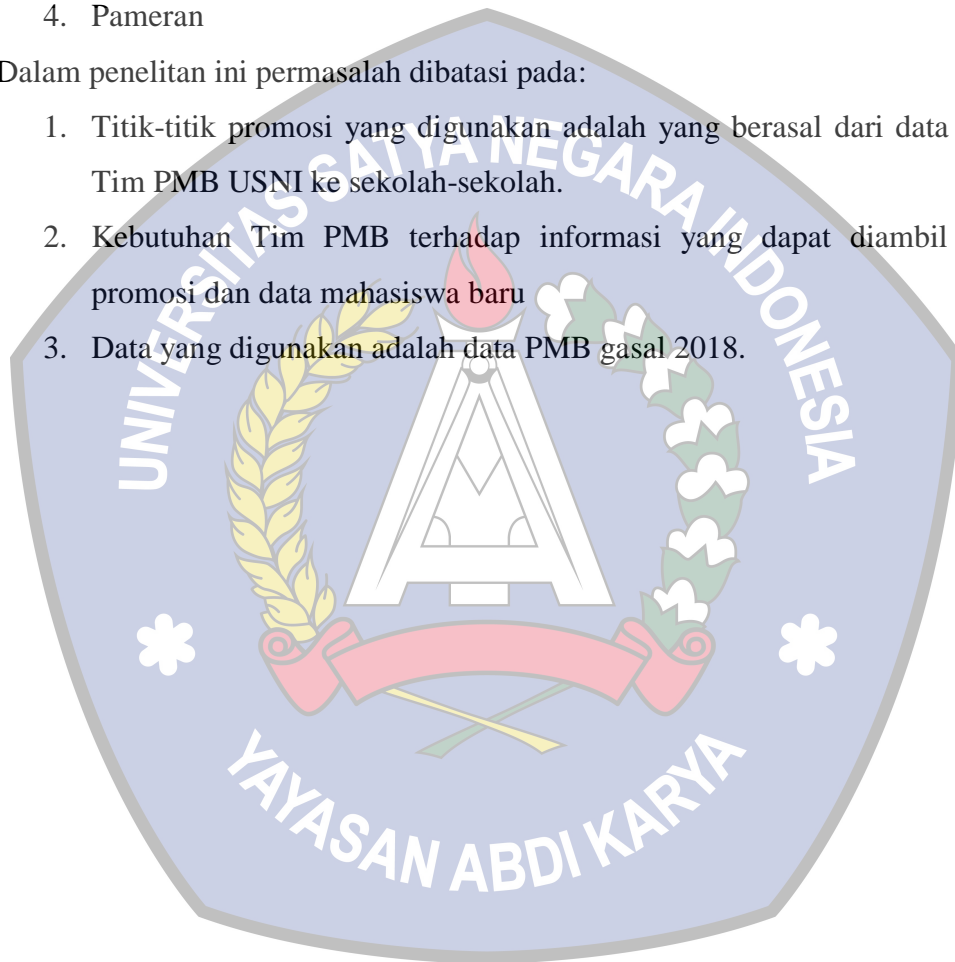 4. Pameran
Dalam penelitan ini permasalah dibatasi pada:
1. Titik-titik promosi yang digunakan adalah yang berasal dari data
Tim PMB USNI ke sekolah-sekolah.
2. Kebutuhan Tim PMB terhadap informasi yang dapat diambil
promosi dan data mahasiswa baru
3. Data yang digunakan adalah data PMB gasal 2018.
UNIVERSITAS SATYA NEGARA INDONESIA
YAYASAN ABDI KARYA